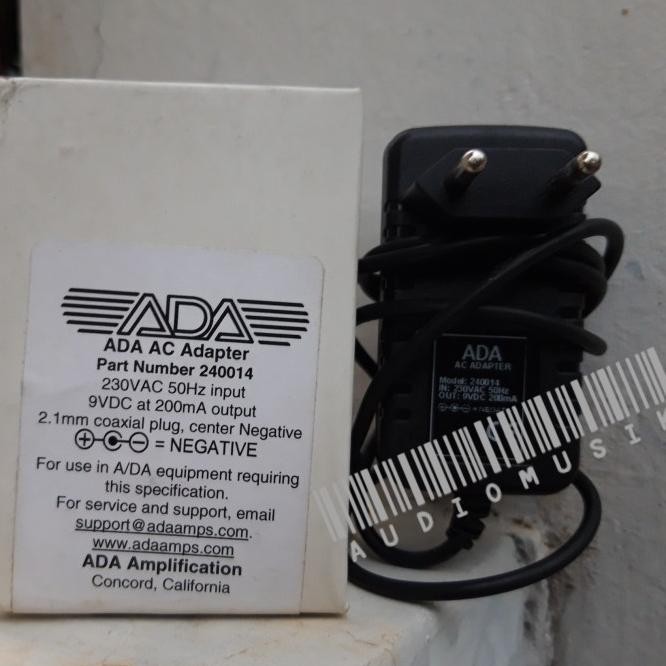 ADA
ADA AC Adapter
Part Number 240014
230VAC 50Hz input
9VDC at 200mA output
2.1mm coaxial plug, center Negative
= NEGATIVE
For use in A/DA equipment requiring
this specification.
For service and support, email
support@adaamps.com.
www.adaamps.com
ADA Amplification
Concord, California
ADA
AC ADAPTER
Model: 240014
IN: 230VAC 50Hz
OUT: 9VDC 200mA
AUDIOMUSIK